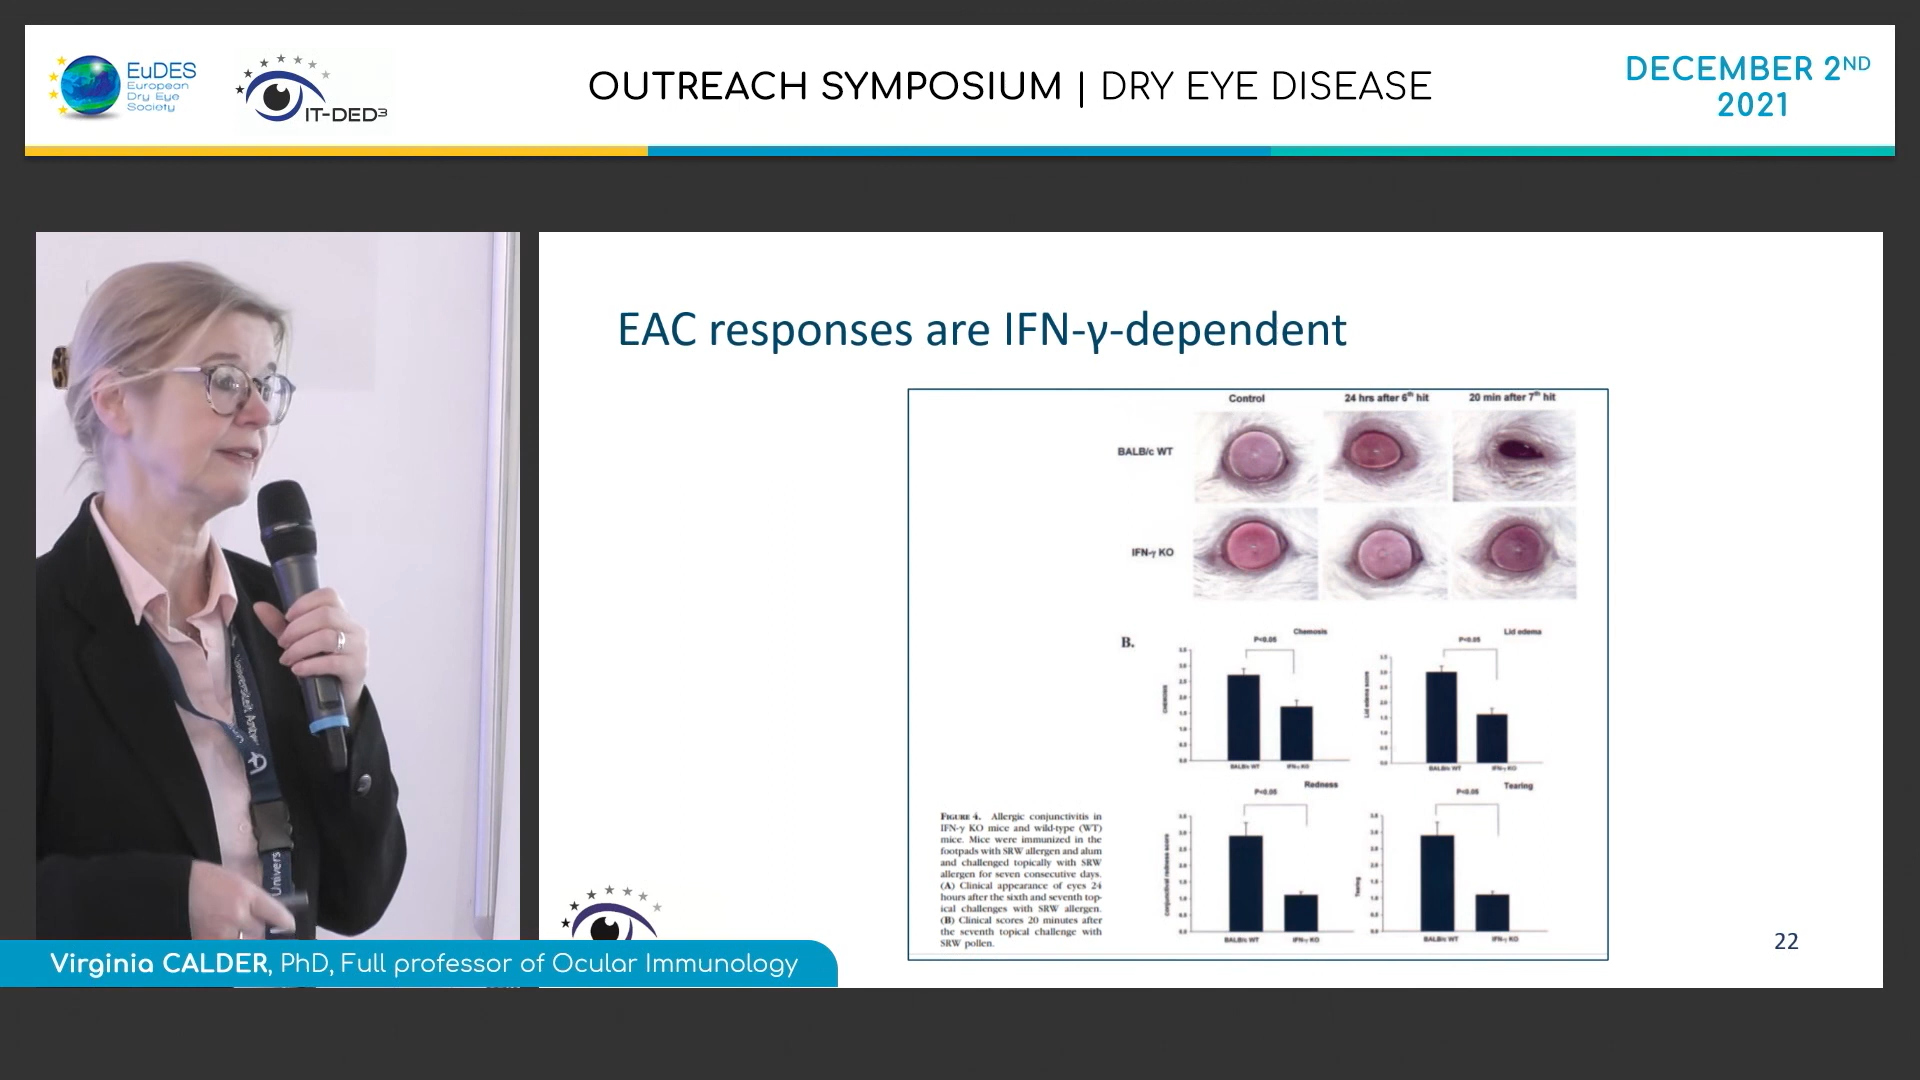 EuDES
European
Dry Eye
Society
IT-DED³
OUTREACH SYMPOSIUM | DRY EYE DISEASE
DECEMBER 2ND
2021
EAC responses are IFN-γ-dependent
Control
24 hrs after 6th hit
20 min after 7th hit
BALB/c WT
IFN-γ KO
B.
P<0.05
Chemosis
P<0.05
Lid edema
Lid edema score
BALB/c WT
IFN-γ KO
BALB/c WT
IFN-γ KO
P<0.05
Redness
P<0.05
Tearing
Conjunctival redness score
Tearing
BALB/c WT
IFN-γ KO
BALB/c WT
IFN-γ KO
FIGURE 4. Allergic conjunctivitis in
IFN-γ KO mice and wild-type (WT)
mice. Mice were immunized in the
footpads with SRW allergen and alum
and challenged topically with SRW
allergen for seven consecutive days.
(A) Clinical appearance of eyes 24
hours after the sixth and seventh top-
ical challenges with SRW allergen.
(B) Clinical scores 20 minutes after
the seventh topical challenge with
SRW pollen.
22
Virginia CALDER, PhD, Full professor of Ocular Immunology